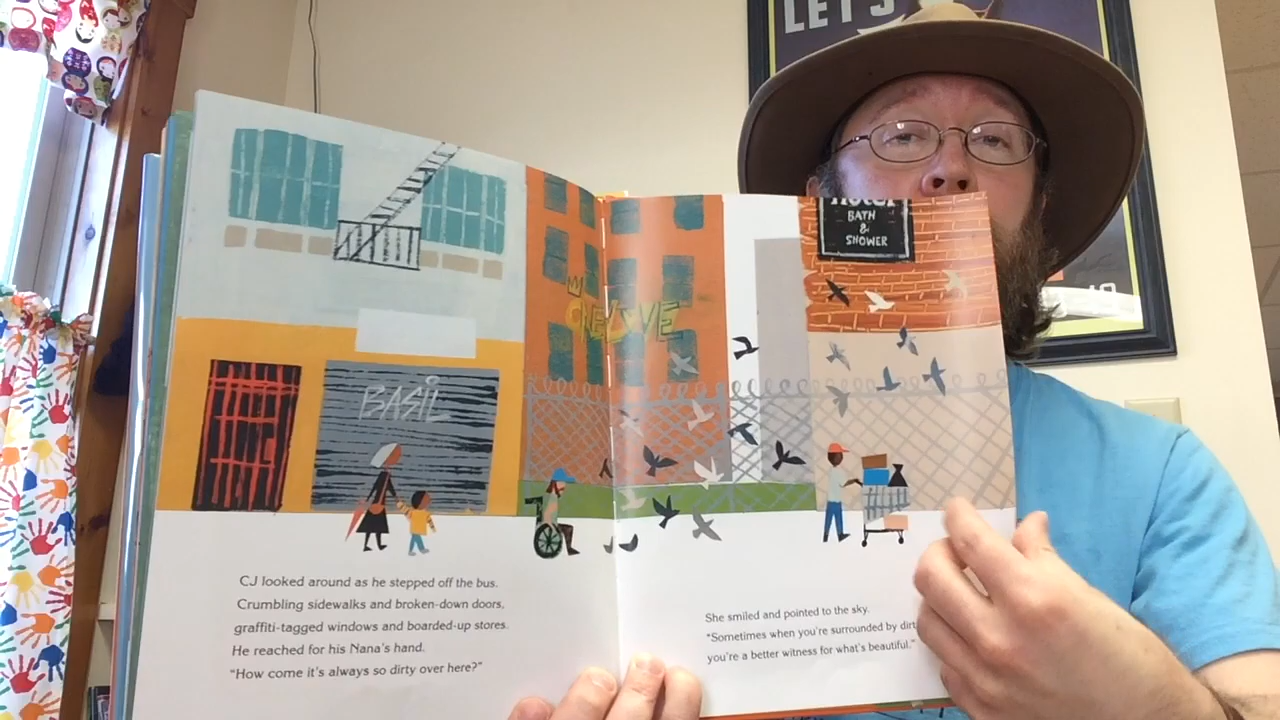 LET'S
hotel
BATH
&
SHOWER
ONE LOVE
BASIL
CJ looked around as he stepped off the bus.
Crumbling sidewalks and broken-down doors,
graffiti-tagged windows and boarded-up stores.
He reached for his Nana's hand.
"How come it's always so dirty over here?"
She smiled and pointed to the sky.
"Sometimes when you're surrounded by dirt,
you're a better witness for what's beautiful."